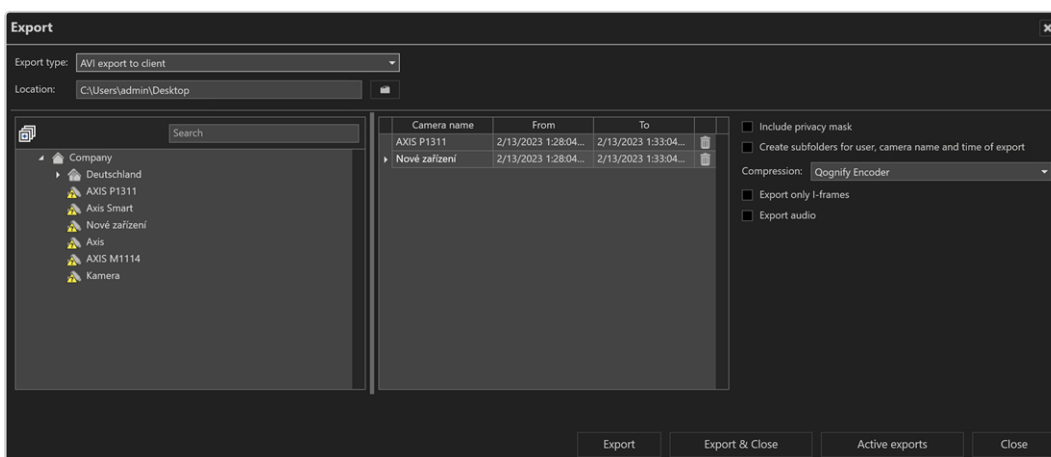 Export
Export type: AVI export to client
Location: C:\Users\admin\Desktop
Search
Company
Deutschland
AXIS P1311
Axis Smart
Nové zařízení
Axis
AXIS M1114
Kamera
Camera name From To
AXIS P1311 2/13/2023 1:28:04... 2/13/2023 1:33:04...
Nové zařízení 2/13/2023 1:28:04... 2/13/2023 1:33:04...
Include privacy mask
Create subfolders for user, camera name and time of export
Compression: Qognify Encoder
Export only I-frames
Export audio
Export Export & Close Active exports Close